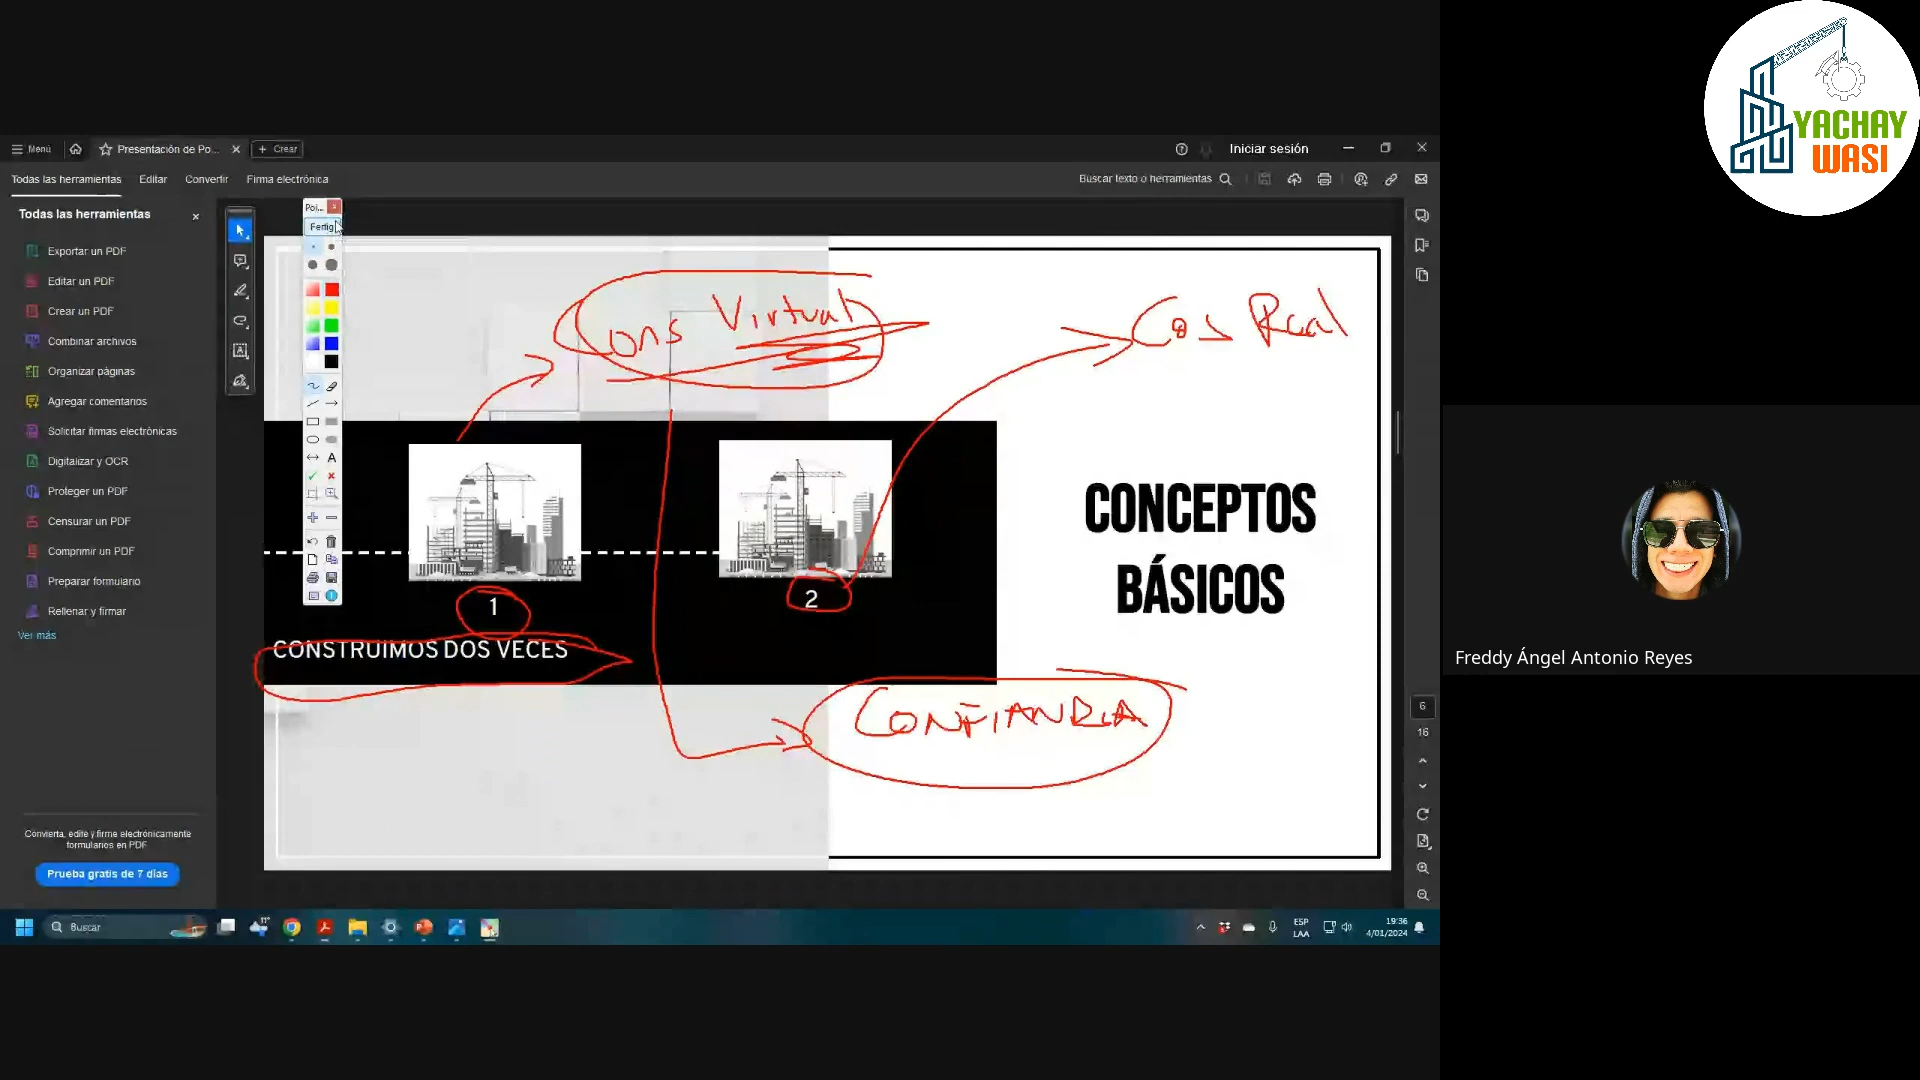 YACHAY
WASI
Menú
Presentación de Po...
Crear
Iniciar sesión
Todas las herramientas
Editar
Convertir
Firma electrónica
Buscar texto o herramientas
Todas las herramientas
Exportar un PDF
Editar un PDF
Crear un PDF
Combinar archivos
Organizar páginas
Agregar comentarios
Solicitar firmas electrónicas
Digitalizar y OCR
Proteger un PDF
Censurar un PDF
Comprimir un PDF
Preparar formulario
Rellenar y firmar
Ver más
Convierta, edite y firme electrónicamente
formularios en PDF
Prueba gratis de 7 días
Poi...
Fertig
A
Cons Virtual
Cos Real
1
2
CONSTRUIMOS DOS VECES
CONCEPTOS
BÁSICOS
CONFIANZA
6
16
Freddy Ángel Antonio Reyes
Buscar
11°
ESP
LAA
19:36
4/01/2024